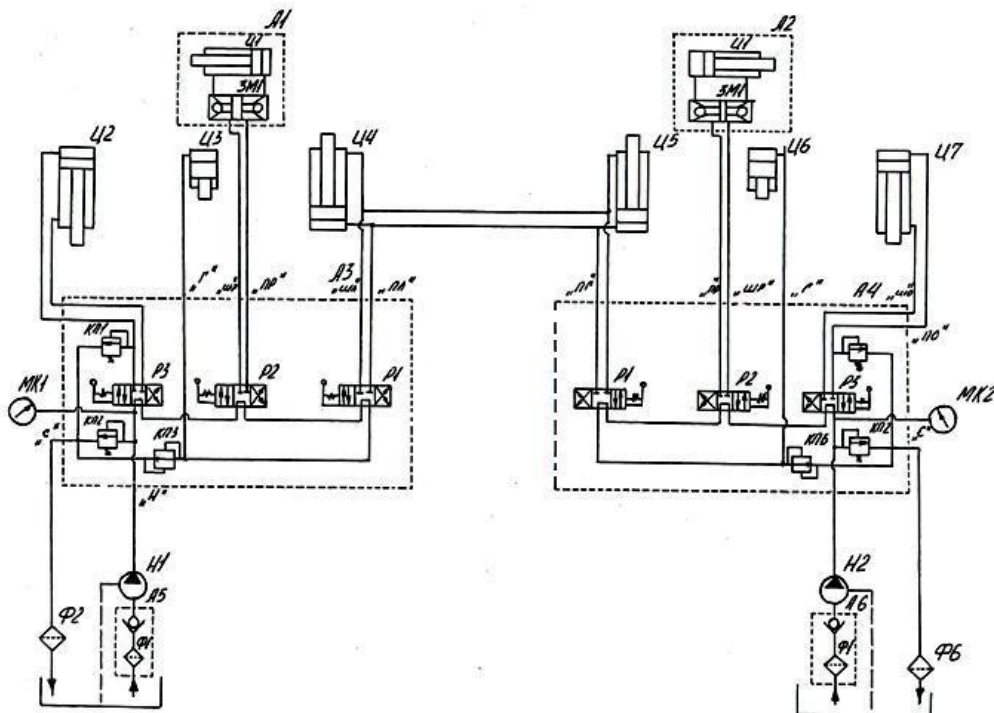 А1
А2
Ц1
Ц1
ЗМ1
ЗМ1
Ц2
Ц3
Ц4
Ц5
Ц6
Ц7
„Г“
„ШР“
„ПР“
А3
„ПЛ“
„ПГ“
„ПР“
„ШР“
„Г“
А4
„ШО“
„ПО“
КП1
Р3
Р2
Р1
Р1
Р2
Р3
МК1
МК2
КП2
КП3
КП6
КП2
„С“
„С“
„Н“
Н1
Н2
А5
А6
Ф2
Ф1
Ф1
Ф6